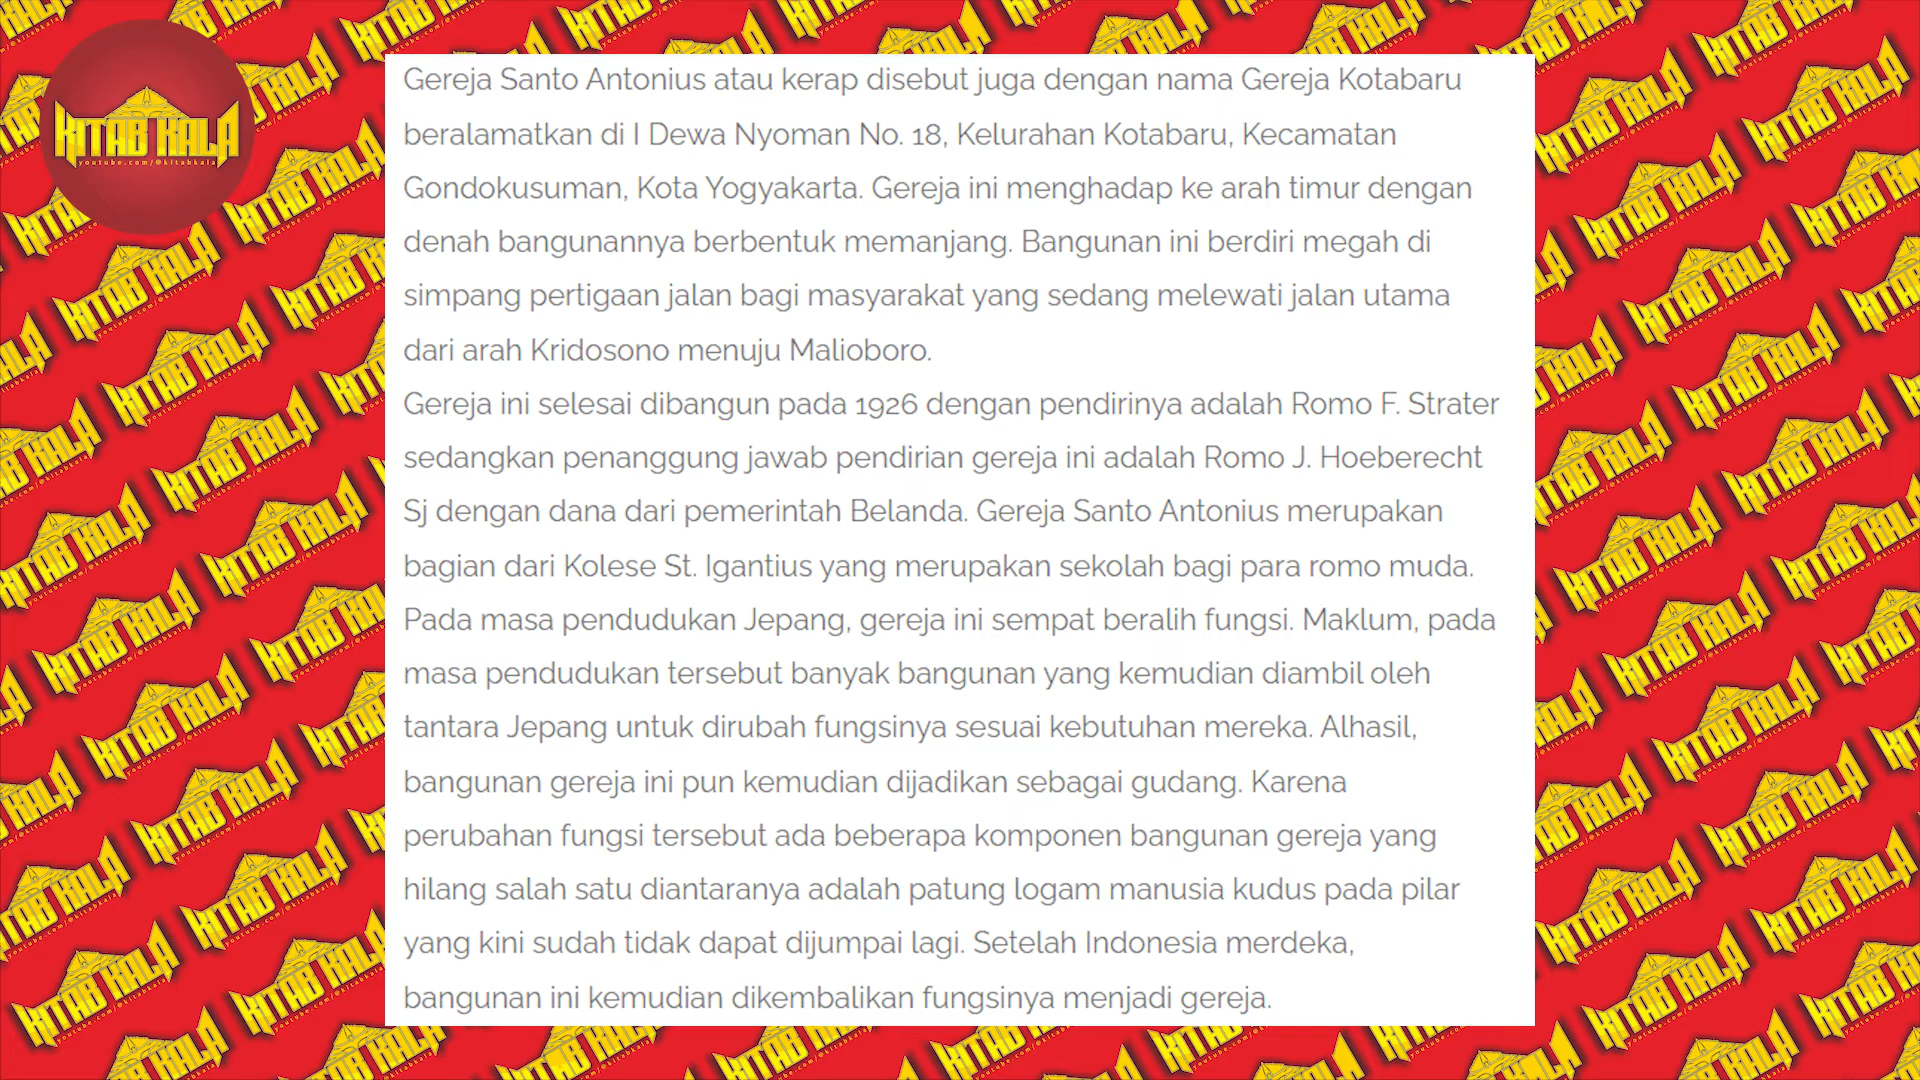 KITAB KALA
youtube.com/@kitabkala
Gereja Santo Antonius atau kerap disebut juga dengan nama Gereja Kotabaru
beralamatkan di I Dewa Nyoman No. 18, Kelurahan Kotabaru, Kecamatan
Gondokusuman, Kota Yogyakarta. Gereja ini menghadap ke arah timur dengan
denah bangunannya berbentuk memanjang. Bangunan ini berdiri megah di
simpang pertigaan jalan bagi masyarakat yang sedang melewati jalan utama
dari arah Kridosono menuju Malioboro.
Gereja ini selesai dibangun pada 1926 dengan pendirinya adalah Romo F. Strater
sedangkan penanggung jawab pendirian gereja ini adalah Romo J. Hoeberecht
Sj dengan dana dari pemerintah Belanda. Gereja Santo Antonius merupakan
bagian dari Kolese St. Igantius yang merupakan sekolah bagi para romo muda.
Pada masa pendudukan Jepang, gereja ini sempat beralih fungsi. Maklum, pada
masa pendudukan tersebut banyak bangunan yang kemudian diambil oleh
tantara Jepang untuk dirubah fungsinya sesuai kebutuhan mereka. Alhasil,
bangunan gereja ini pun kemudian dijadikan sebagai gudang. Karena
perubahan fungsi tersebut ada beberapa komponen bangunan gereja yang
hilang salah satu diantaranya adalah patung logam manusia kudus pada pilar
yang kini sudah tidak dapat dijumpai lagi. Setelah Indonesia merdeka,
bangunan ini kemudian dikembalikan fungsinya menjadi gereja.